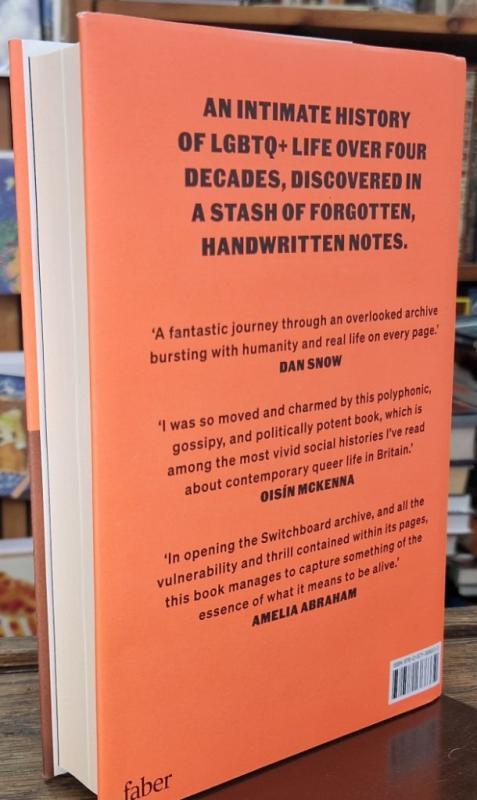 AN INTIMATE HISTORY
OF LGBTQ+ LIFE OVER FOUR
DECADES, DISCOVERED IN
A STASH OF FORGOTTEN,
HANDWRITTEN NOTES.
‘A fantastic journey through an overlooked archive
bursting with humanity and real life on every page.’
DAN SNOW
‘I was so moved and charmed by this polyphonic,
gossipy, and politically potent book, which is
among the most vivid social histories I’ve read
about contemporary queer life in Britain.’
OISÍN MCKENNA
‘In opening the Switchboard archive, and all the
vulnerability and thrill contained within its pages,
this book manages to capture something of the
essence of what it means to be alive.’
AMELIA ABRAHAM
faber